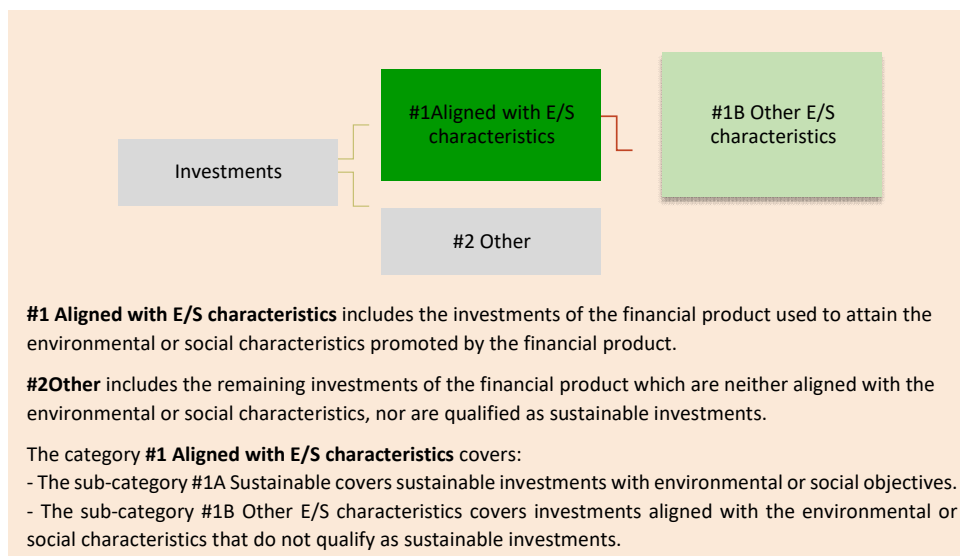 #1Aligned with E/S
characteristics
#1B Other E/S
characteristics
Investments
#2 Other
#1 Aligned with E/S characteristics includes the investments of the financial product used to attain the
environmental or social characteristics promoted by the financial product.
#2Other includes the remaining investments of the financial product which are neither aligned with the
environmental or social characteristics, nor are qualified as sustainable investments.
The category #1 Aligned with E/S characteristics covers:
- The sub-category #1A Sustainable covers sustainable investments with environmental or social objectives.
- The sub-category #1B Other E/S characteristics covers investments aligned with the environmental or
social characteristics that do not qualify as sustainable investments.